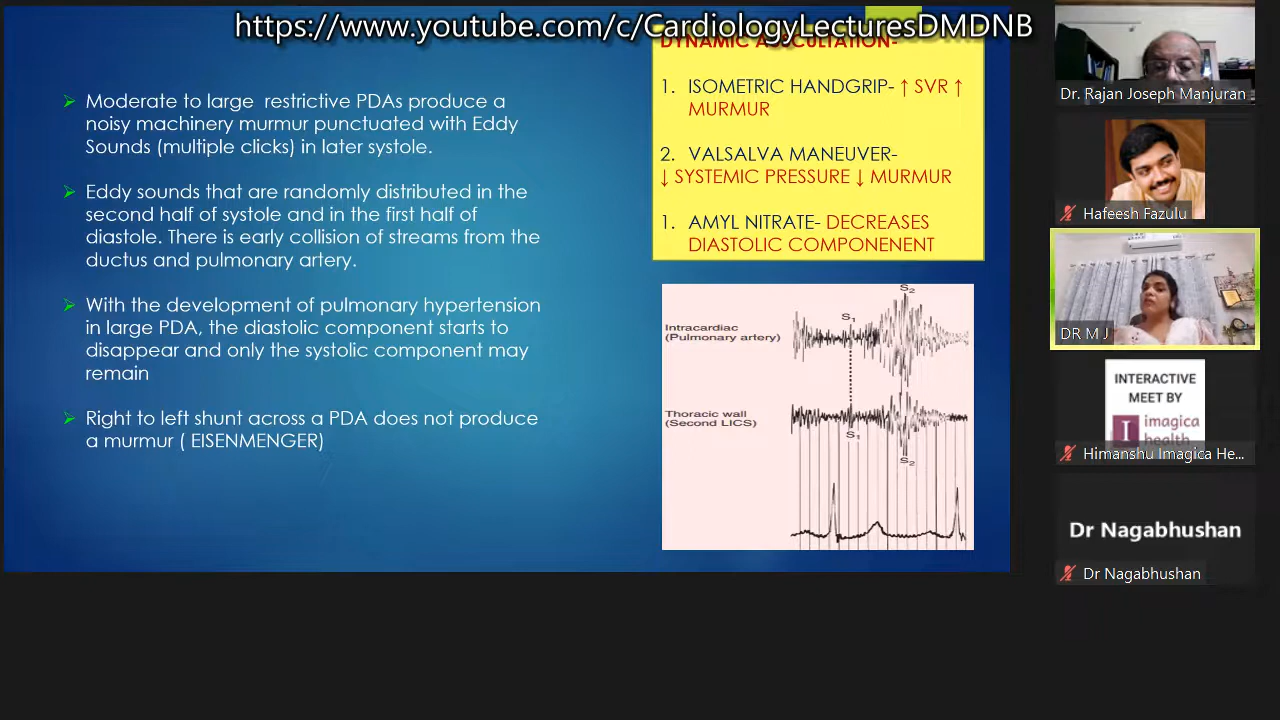 https://www.youtube.com/c/CardiologyLecturesDMDNB
Moderate to large restrictive PDAs produce a
noisy machinery murmur punctuated with Eddy
Sounds (multiple clicks) in later systole.
Eddy sounds that are randomly distributed in the
second half of systole and in the first half of
diastole. There is early collision of streams from the
ductus and pulmonary artery.
With the development of pulmonary hypertension
in large PDA, the diastolic component starts to
disappear and only the systolic component may
remain
Right to left shunt across a PDA does not produce
a murmur ( EISENMENGER)
DYNAMIC AUSCULTATION-
1. ISOMETRIC HANDGRIP- ↑ SVR ↑
MURMUR
2. VALSALVA MANEUVER-
↓ SYSTEMIC PRESSURE ↓ MURMUR
1. AMYL NITRATE- DECREASES
DIASTOLIC COMPONENENT
S2
S1
Intracardiac
(Pulmonary artery)
Thoracic wall
(Second LICS)
S1
S2
Dr. Rajan Joseph Manjuran
Hafeesh Fazulu
DR M J
INTERACTIVE
MEET BY
I imagica
health
Himanshu Imagica He...
Dr Nagabhushan
Dr Nagabhushan